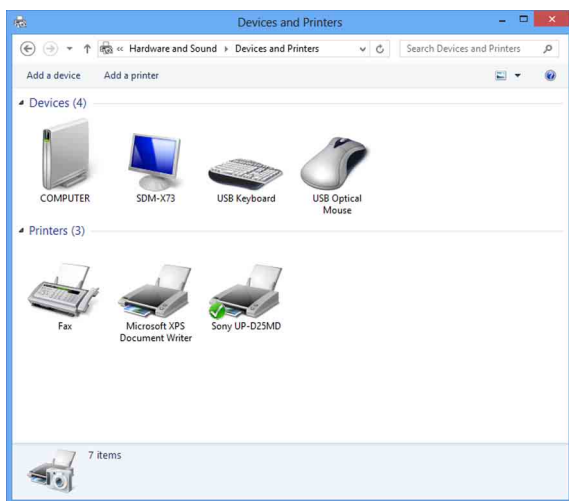 Devices and Printers
« Hardware and Sound ▸ Devices and Printers
Search Devices and Printers
Add a device Add a printer
Devices (4)
COMPUTER
SDM-X73
USB Keyboard
USB Optical
Mouse
Printers (3)
Fax
Microsoft XPS
Document Writer
Sony UP-D25MD
7 items